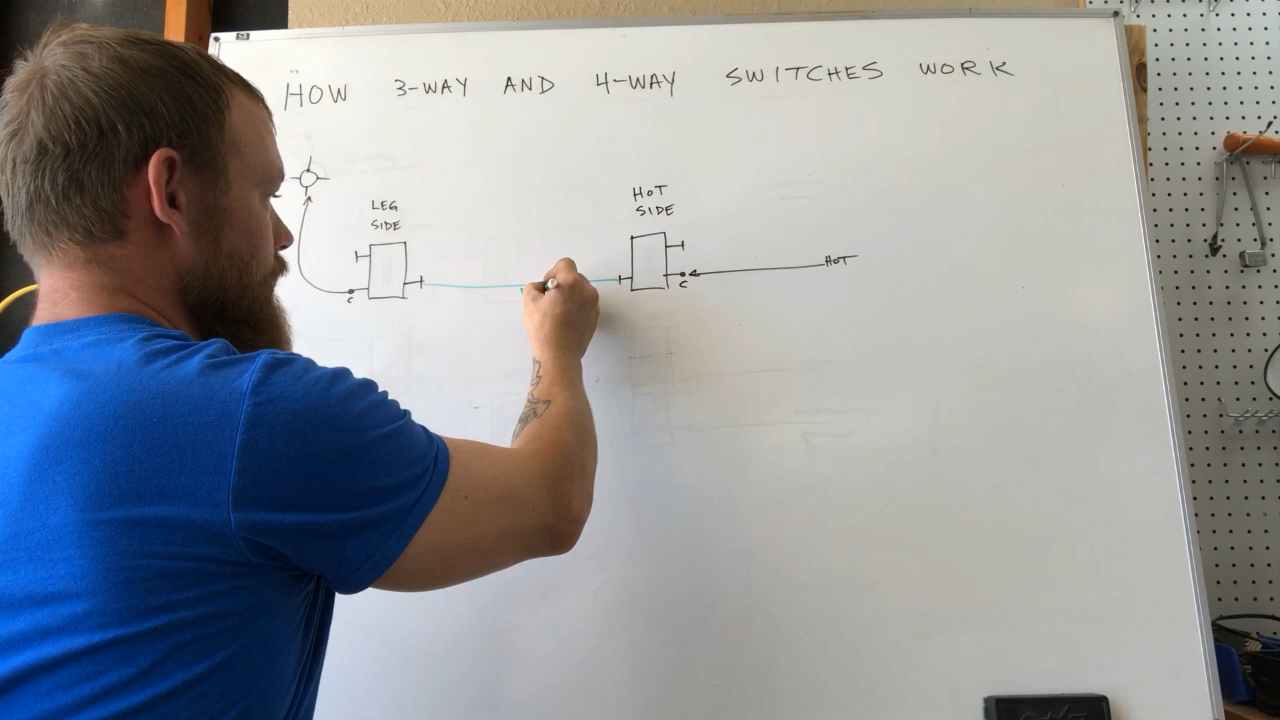 "HOW 3-WAY AND 4-WAY SWITCHES WORK
LEG
SIDE
HOT
SIDE
HOT
C
C